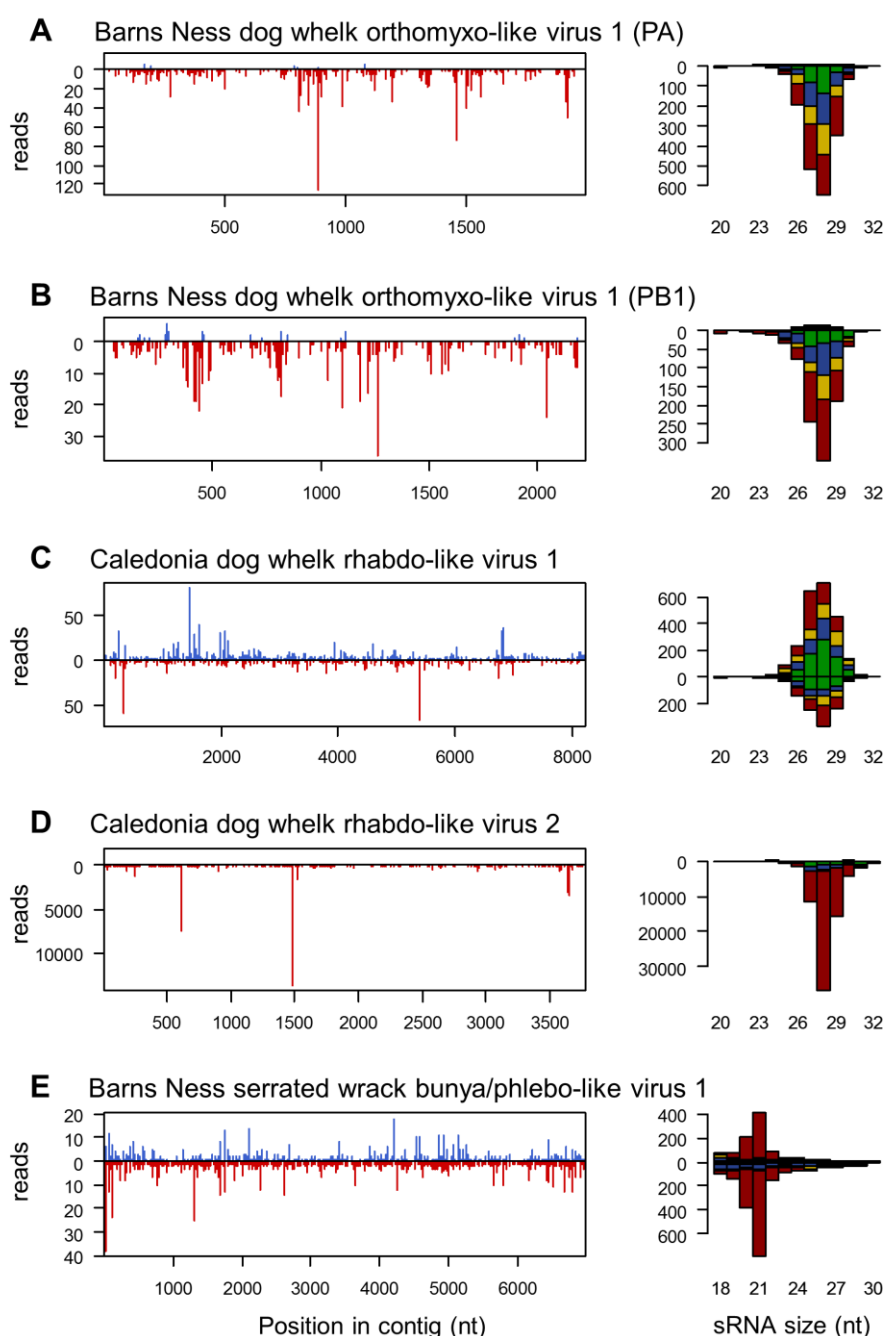 A Barns Ness dog whelk orthomyxo-like virus 1 (PA)
reads
0
20
40
60
80
100
120
500 1000 1500
0
100
200
300
400
500
600
20 23 26 29 32
B Barns Ness dog whelk orthomyxo-like virus 1 (PB1)
reads
0
10
20
30
500 1000 1500 2000
0
50
100
150
200
250
300
20 23 26 29 32
C Caledonia dog whelk rhabdo-like virus 1
reads
50
0
50
2000 4000 6000 8000
600
400
200
0
200
20 23 26 29 32
D Caledonia dog whelk rhabdo-like virus 2
reads
0
5000
10000
500 1000 1500 2000 2500 3000 3500
0
10000
20000
30000
20 23 26 29 32
E Barns Ness serrated wrack bunya/phlebo-like virus 1
reads
20
10
0
10
20
30
40
1000 2000 3000 4000 5000 6000
400
200
0
200
400
600
18 21 24 27 30
Position in contig (nt) sRNA size (nt)